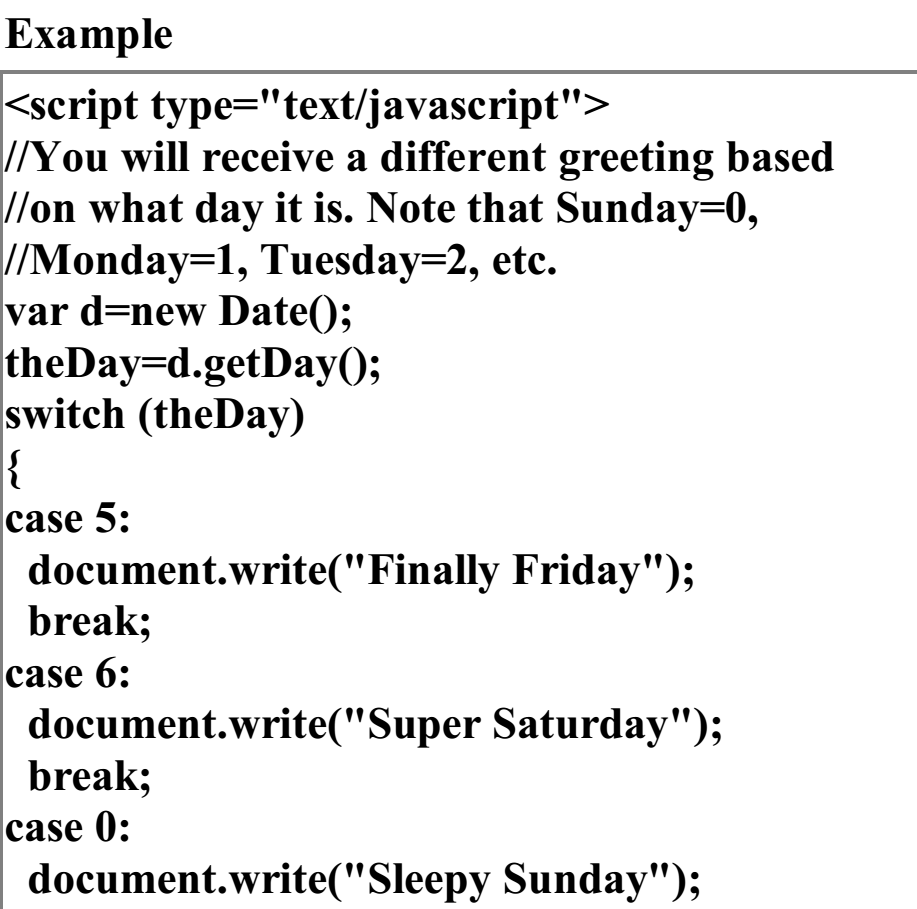 Example
<script type="text/javascript">
//You will receive a different greeting based
//on what day it is. Note that Sunday=0,
//Monday=1, Tuesday=2, etc.
var d=new Date();
theDay=d.getDay();
switch (theDay)
{
case 5:
  document.write("Finally Friday");
  break;
case 6:
  document.write("Super Saturday");
  break;
case 0:
  document.write("Sleepy Sunday");